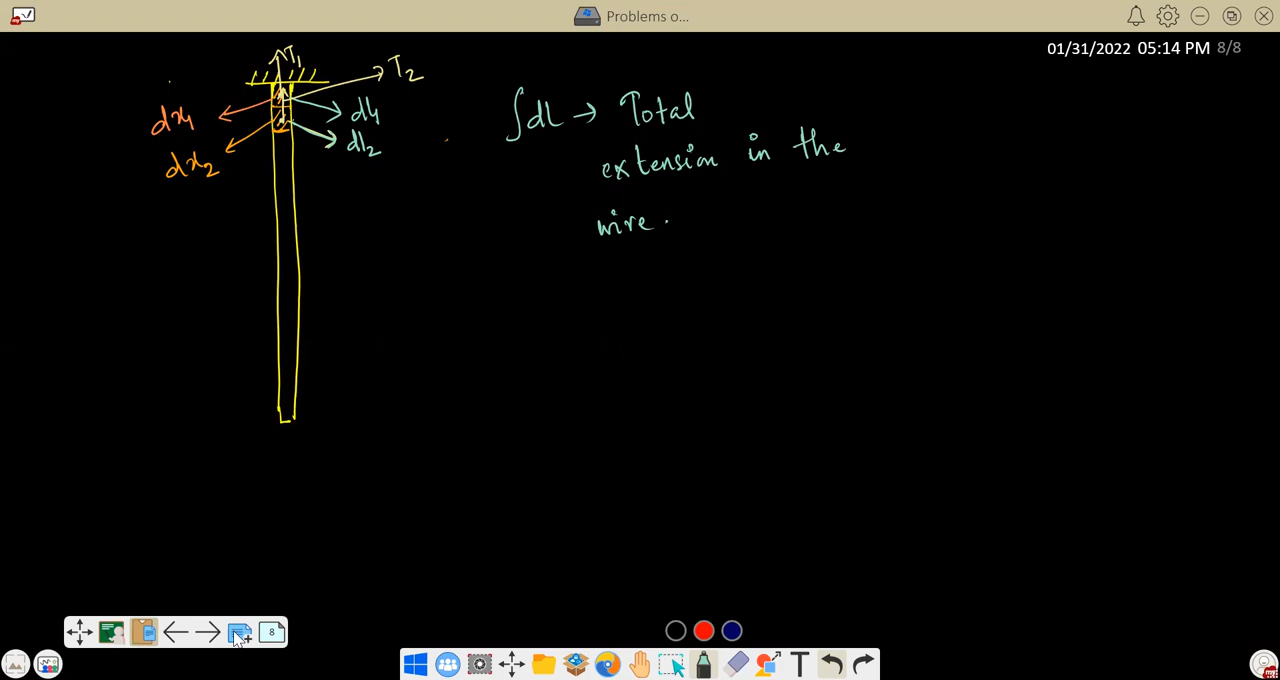 Problems o...
01/31/2022 05:14 PM 8/8
T1
T2
dx1
dl1
dx2
dl2
∫dL → Total
extension in the
wire.
8
T